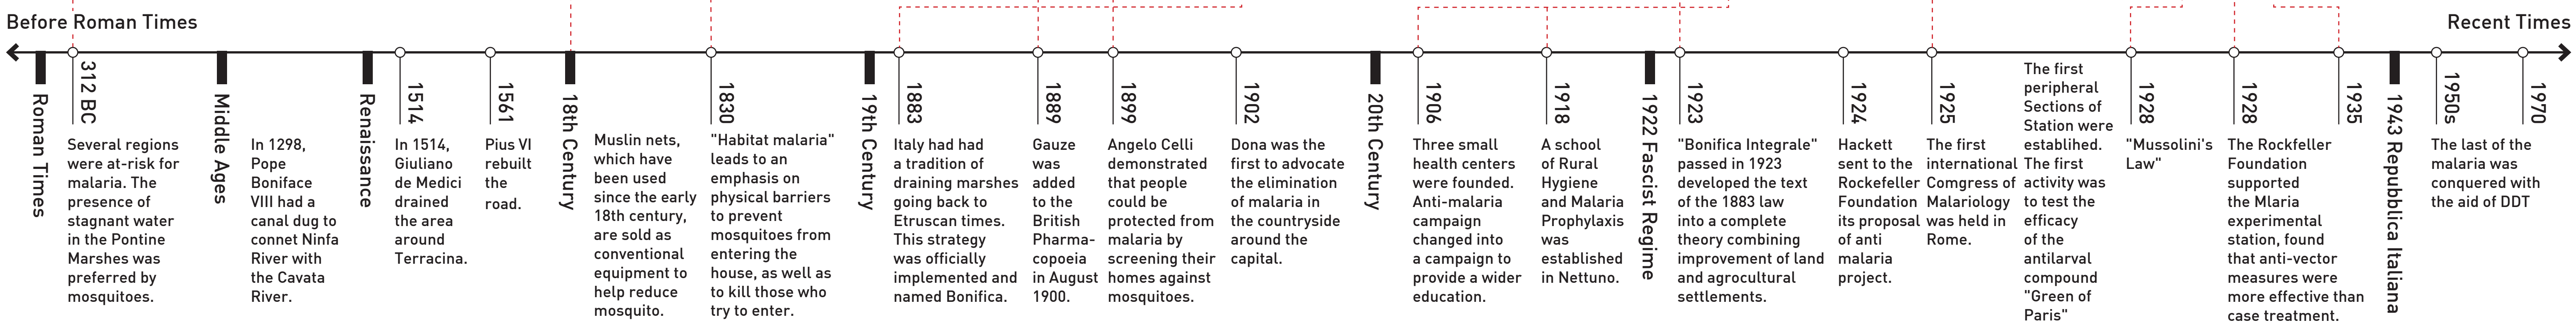 Before Roman Times
Recent Times
Roman Times
312 BC
Several regions
were at-risk for
malaria. The
presence of
stagnant water
in the Pontine
Marshes was
preferred by
mosquitoes.
Middle Ages
In 1298,
Pope
Boniface
VIII had a
canal dug to
connet Ninfa
River with
the Cavata
River.
Renaissance
1514
In 1514,
Giuliano
de Medici
drained
the area
around
Terracina.
1561
Pius VI
rebuilt
the
road.
18th Century
Muslin nets,
which have
been used
since the early
18th century,
are sold as
conventional
equipment to
help reduce
mosquito.
1830
"Habitat malaria"
leads to an
emphasis on
physical barriers
to prevent
mosquitoes from
entering the
house, as well as
to kill those who
try to enter.
19th Century
1883
Italy had had
a tradition of
draining marshes
going back to
Etruscan times.
This strategy
was officially
implemented and
named Bonifica.
1889
Gauze
was
added
to the
British
Pharma-
copoeia
in August
1900.
1899
Angelo Celli
demonstrated
that people
could be
protected from
malaria by
screening their
homes against
mosquitoes.
1902
Dona was the
first to advocate
the elimination
of malaria in
the countryside
around the
capital.
20th Century
1906
Three small
health centers
were founded.
Anti-malaria
campaign
changed into
a campaign to
provide a wider
education.
1918
A school
of Rural
Hygiene
and Malaria
Prophylaxis
was
established
in Nettuno.
1922 Fascist Regime
1923
"Bonifica Integrale"
passed in 1923
developed the text
of the 1883 law
into a complete
theory combining
improvement of land
and agrocultural
settlements.
1924
Hackett
sent to the
Rockefeller
Foundation
its proposal
of anti
malaria
project.
1925
The first
international
Comgress of
Malariology
was held in
Rome.
The first
peripheral
Sections of
Station were
establihed.
The first
activity was
to test the
efficacy
of the
antilarval
compound
"Green of
Paris"
1928
"Mussolini's
Law"
1928
The Rockfeller
Foundation
supported
the Mlaria
experimental
station, found
that anti-vector
measures were
more effective than
case treatment.
1935
1943 Repubblica Italiana
1950s
The last of the
malaria was
conquered with
the aid of DDT
1970